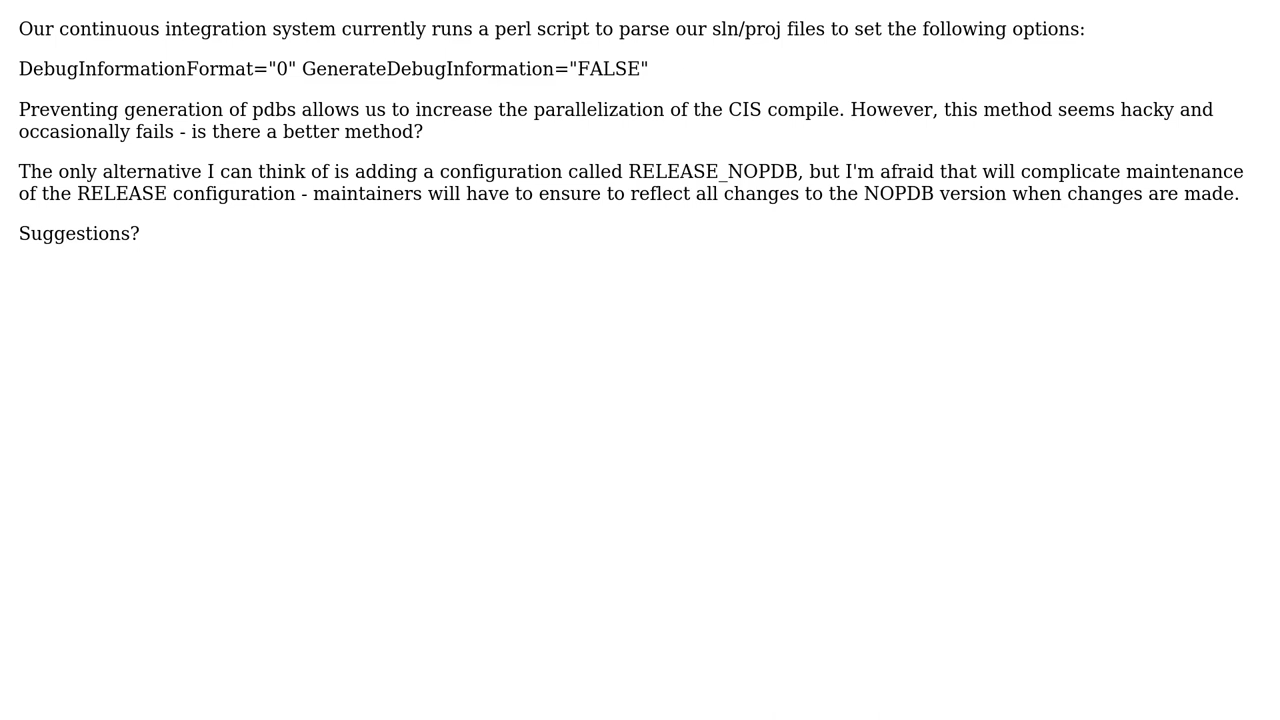 Our continuous integration system currently runs a perl script to parse our sln/proj files to set the following options:
DebugInformationFormat="0" GenerateDebugInformation="FALSE"
Preventing generation of pdbs allows us to increase the parallelization of the CIS compile. However, this method seems hacky and
occasionally fails - is there a better method?
The only alternative I can think of is adding a configuration called RELEASE_NOPDB, but I'm afraid that will complicate maintenance
of the RELEASE configuration - maintainers will have to ensure to reflect all changes to the NOPDB version when changes are made.
Suggestions?